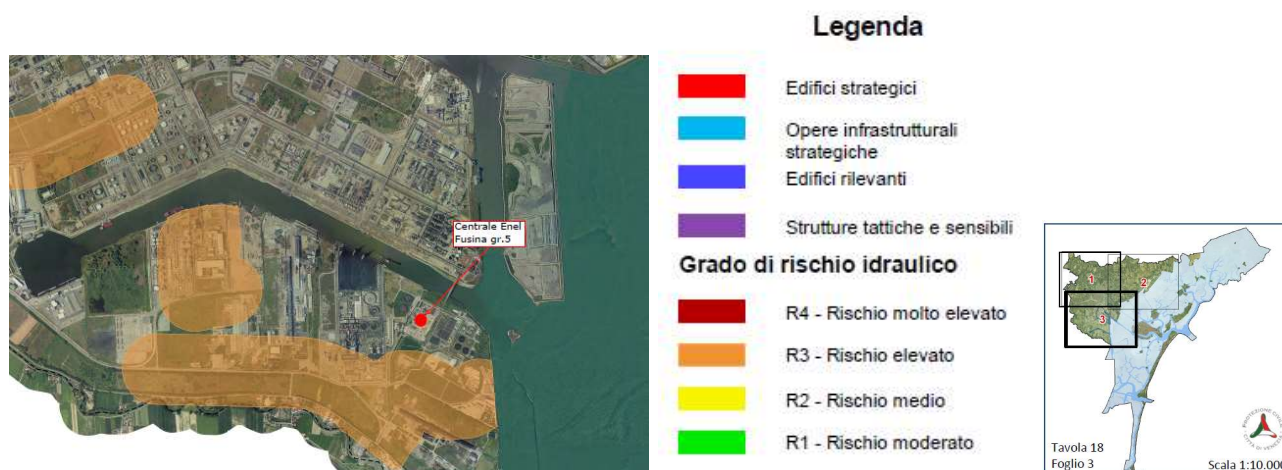 Centrale Enel
Fusina gr.5
Legenda
Edifici strategici
Opere infrastrutturali
strategiche
Edifici rilevanti
Strutture tattiche e sensibili
Grado di rischio idraulico
R4 - Rischio molto elevato
R3 - Rischio elevato
R2 - Rischio medio
R1 - Rischio moderato
1
2
3
Tavola 18
Foglio 3
Scala 1:10.00